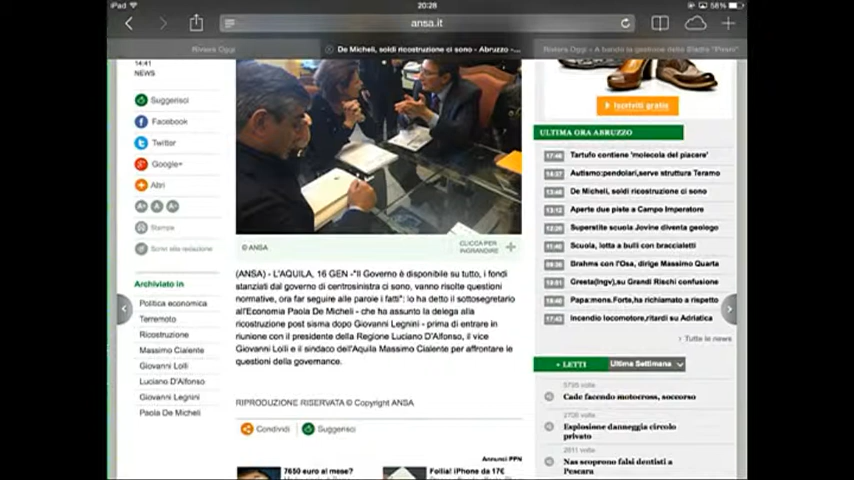 iPad
20:28
58%
ansa.it
Riviera Oggi
De Micheli, soldi ricostruzione ci sono - Abruzzo -...
Riviera Oggi » A bando la gestione dello Stadio "Pirani"
14:41
NEWS
Suggerisci
Facebook
Twitter
Google+
Altri
A- A A+
Stampa
Scrivi alla redazione
Archiviato in
Politica economica
Terremoto
Ricostruzione
Massimo Cialente
Giovanni Lolli
Luciano D'Alfonso
Giovanni Legnini
Paola De Micheli
© ANSA
CLICCA PER
INGRANDIRE
(ANSA) - L'AQUILA, 16 GEN -"Il Governo è disponibile su tutto, i fondi
stanziati dal governo di centrosinistra ci sono, vanno risolte questioni
normative, ora far seguire alle parole i fatti": lo ha detto il sottosegretario
all'Economia Paola De Micheli - che ha assunto la delega alla
ricostruzione post sisma dopo Giovanni Legnini - prima di entrare in
riunione con il presidente della Regione Luciano D'Alfonso, il vice
Giovanni Lolli e il sindaco dell'Aquila Massimo Cialente per affrontare le
questioni della governance.
RIPRODUZIONE RISERVATA © Copyright ANSA
Condividi
Suggerisci
Annunci PPN
7650 euro al mese?
Follia! iPhone da 17€
Iscriviti gratis
ULTIMA ORA ABRUZZO
17:46 Tartufo contiene 'molecola del piacere'
Autismo:pendolari,serve struttura Teramo
De Micheli, soldi ricostruzione ci sono
13:12 Aperte due piste a Campo Imperatore
Superstite scuola Jovine diventa geologo
Scuola, lotta a bulli con braccialetti
Brahms con l'Osa, dirige Massimo Quarta
Gresta(Ingv),su Grandi Rischi confusione
Papa:mons.Forte,ha richiamato a rispetto
Incendio locomotore,ritardi su Adriatica
› Tutte le news
+ LETTI
Ultima Settimana
5705 volte
Cade facendo motocross, soccorso
Esplosione danneggia circolo
privato
2011 volte
Nas scoprono falsi dentisti a
Pescara